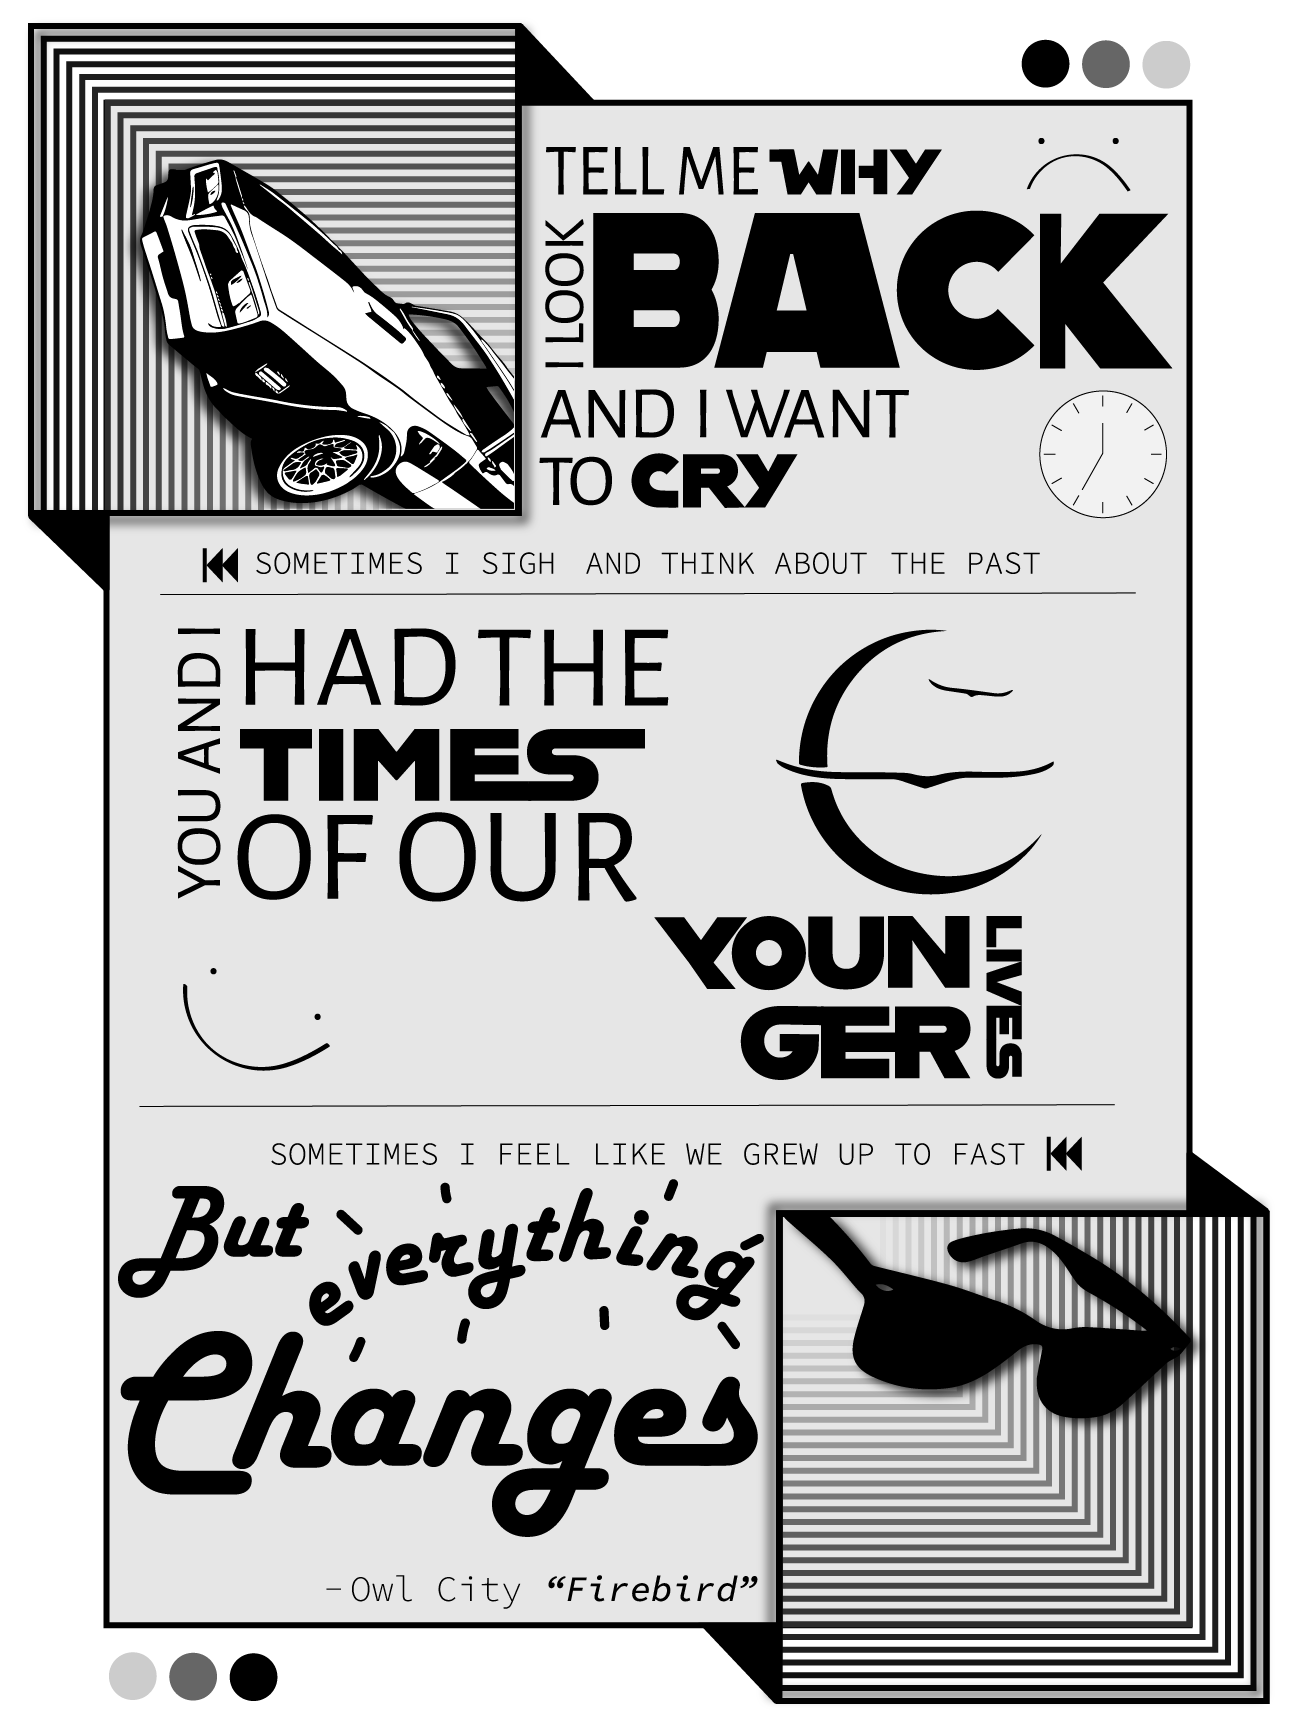 TELL ME WHY
I LOOK
BACK
AND I WANT
TO CRY
SOMETIMES I SIGH AND THINK ABOUT THE PAST
YOU AND I
HAD THE
TIMES
OF OUR
YOUN
GER
LIVES
SOMETIMES I FEEL LIKE WE GREW UP TO FAST
But everything
Changes
-Owl City “Firebird”